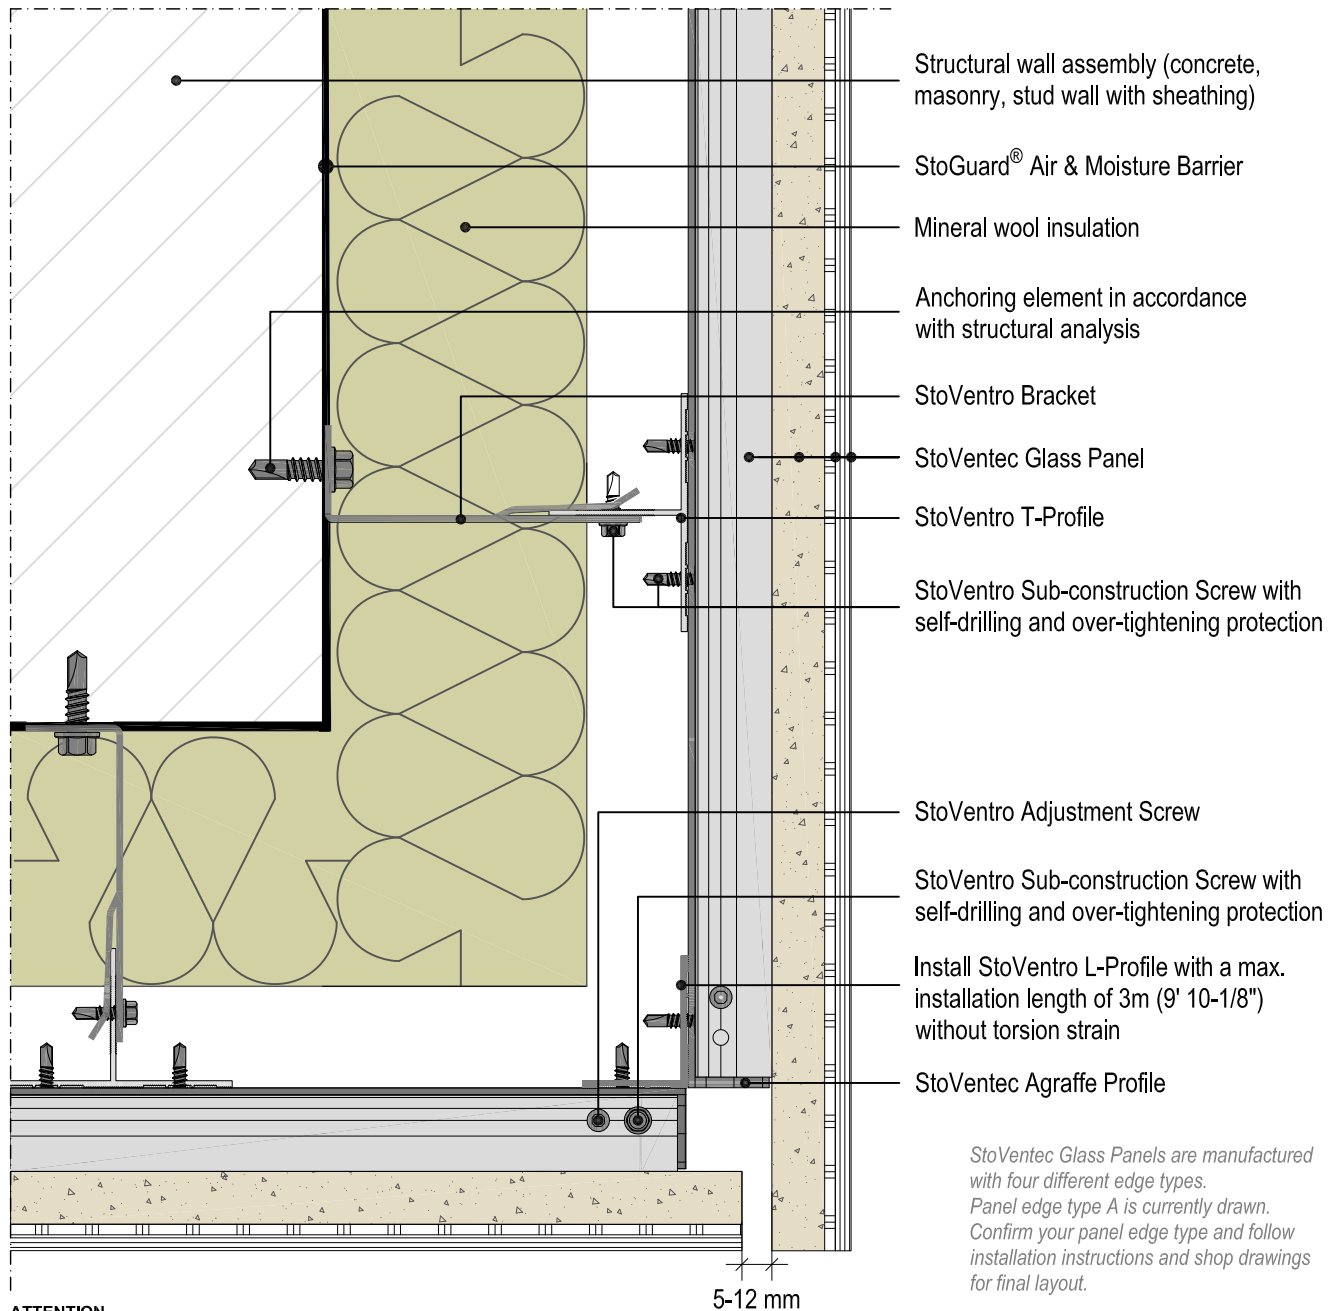 Structural wall assembly (concrete,
masonry, stud wall with sheathing)
StoGuard® Air & Moisture Barrier
Mineral wool insulation
Anchoring element in accordance
with structural analysis
StoVentro Bracket
StoVentec Glass Panel
StoVentro T-Profile
StoVentro Sub-construction Screw with
self-drilling and over-tightening protection
StoVentro Adjustment Screw
StoVentro Sub-construction Screw with
self-drilling and over-tightening protection
Install StoVentro L-Profile with a max.
installation length of 3m (9' 10-1/8")
without torsion strain
StoVentec Agraffe Profile
StoVentec Glass Panels are manufactured
with four different edge types.
Panel edge type A is currently drawn.
Confirm your panel edge type and follow
installation instructions and shop drawings
for final layout.
5-12 mm
ATTENTION